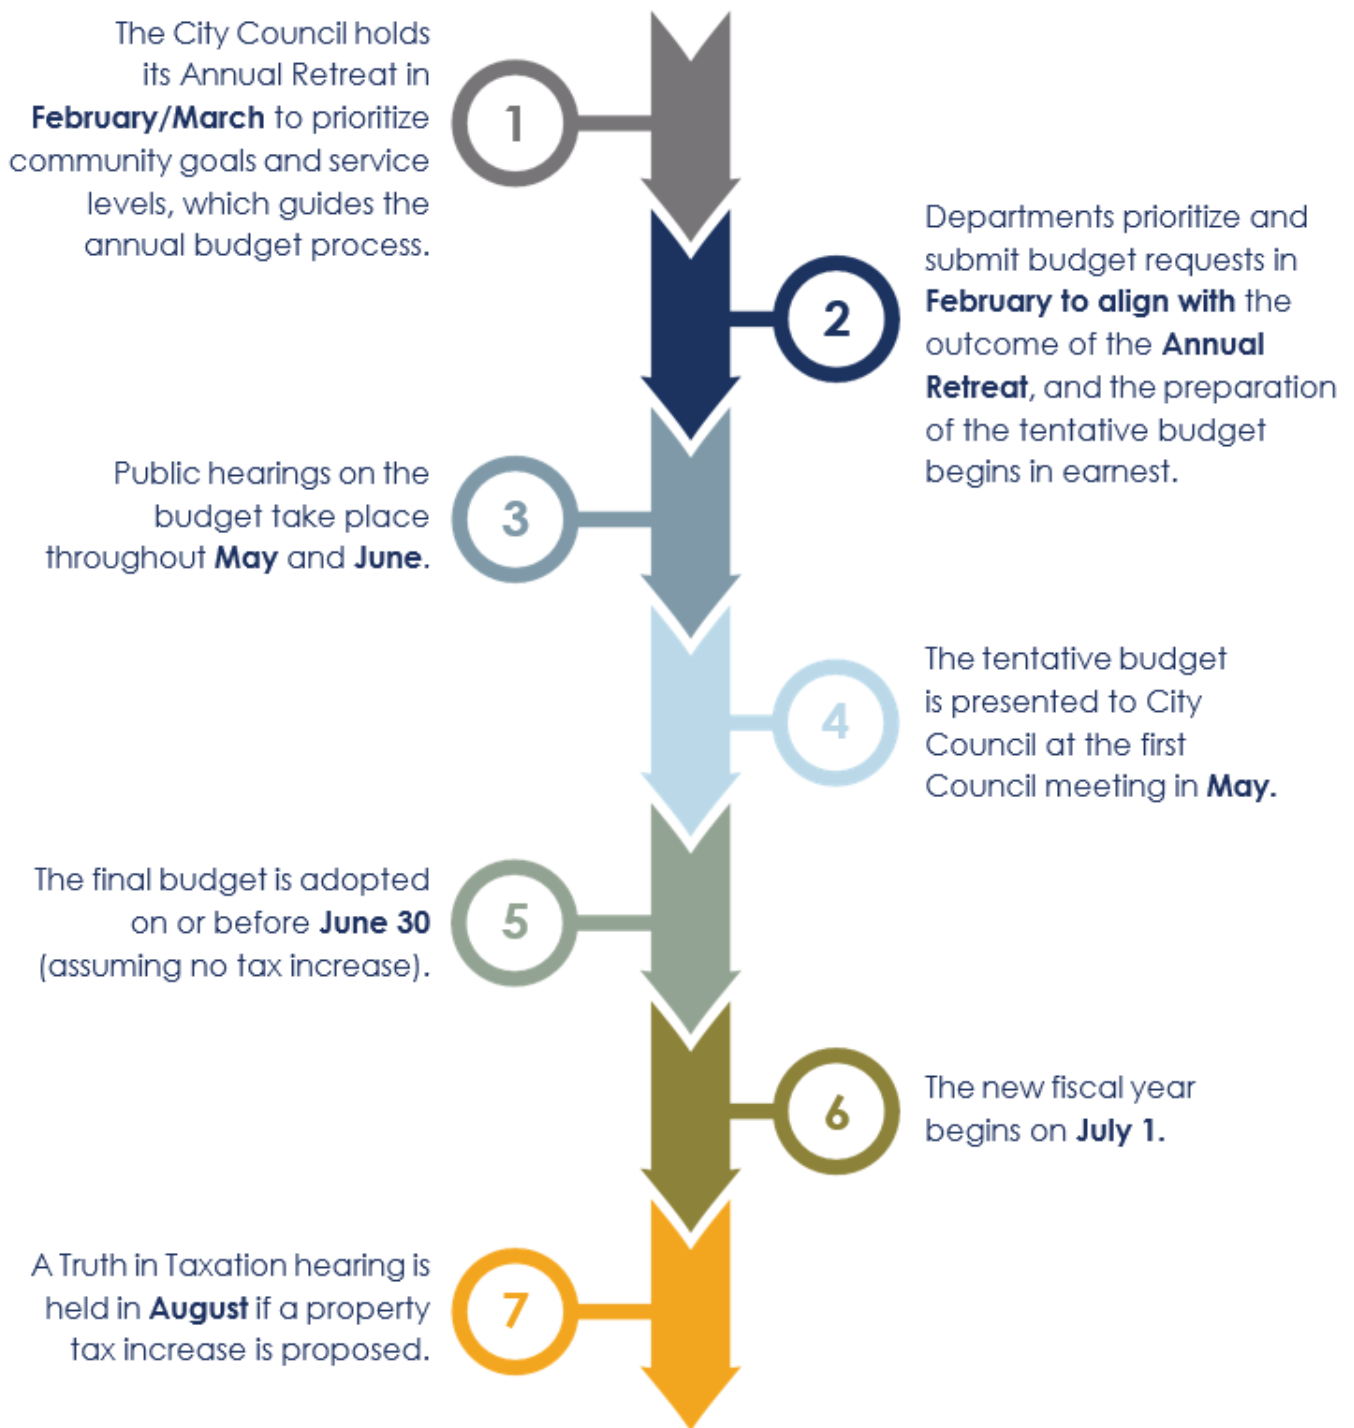 The City Council holds
its Annual Retreat in
February/March to prioritize
community goals and service
levels, which guides the
annual budget process.
1
Departments prioritize and
submit budget requests in
February to align with the
outcome of the Annual
Retreat, and the preparation
of the tentative budget
begins in earnest.
2
Public hearings on the
budget take place
throughout May and June.
3
The tentative budget
is presented to City
Council at the first
Council meeting in May.
4
The final budget is adopted
on or before June 30
(assuming no tax increase).
5
The new fiscal year
begins on July 1.
6
A Truth in Taxation hearing is
held in August if a property
tax increase is proposed.
7